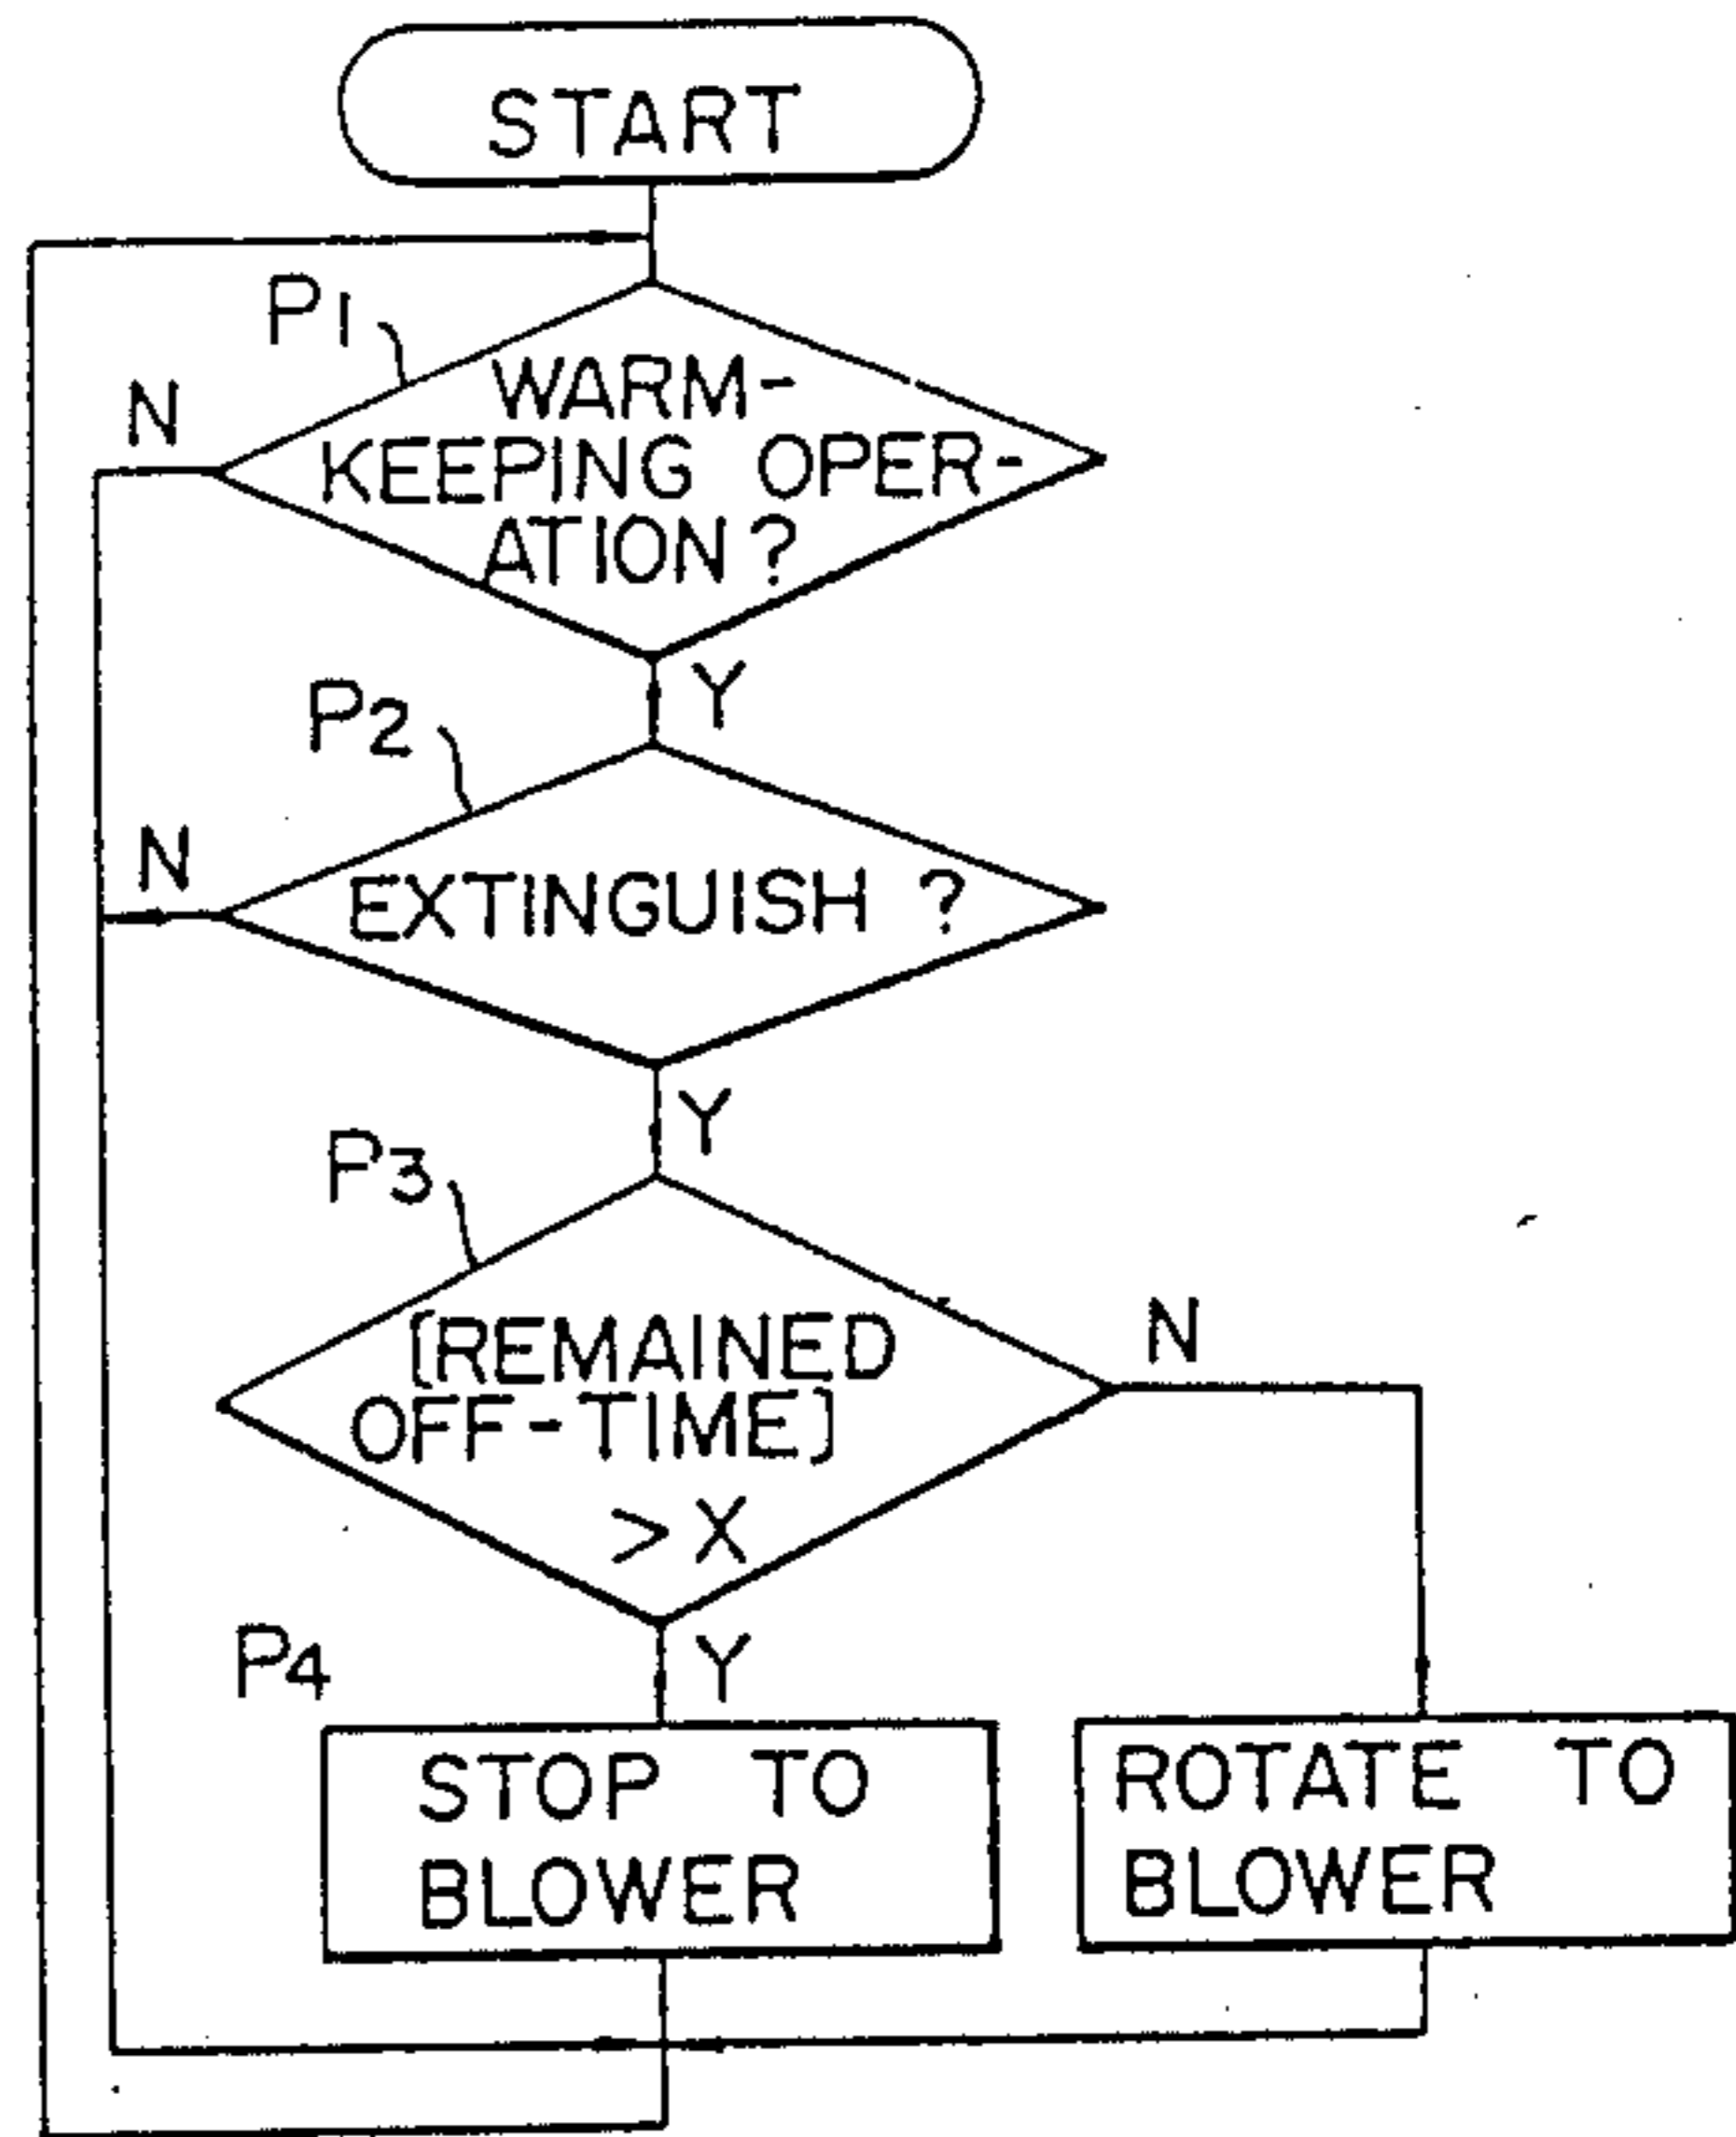 START
P1
N
WARM-
KEEPING OPER-
ATION?
Y
P2
N
EXTINGUISH ?
Y
P3
(REMAINED
OFF-TIME)
> X
N
Y
P4
STOP TO
BLOWER
ROTATE TO
BLOWER